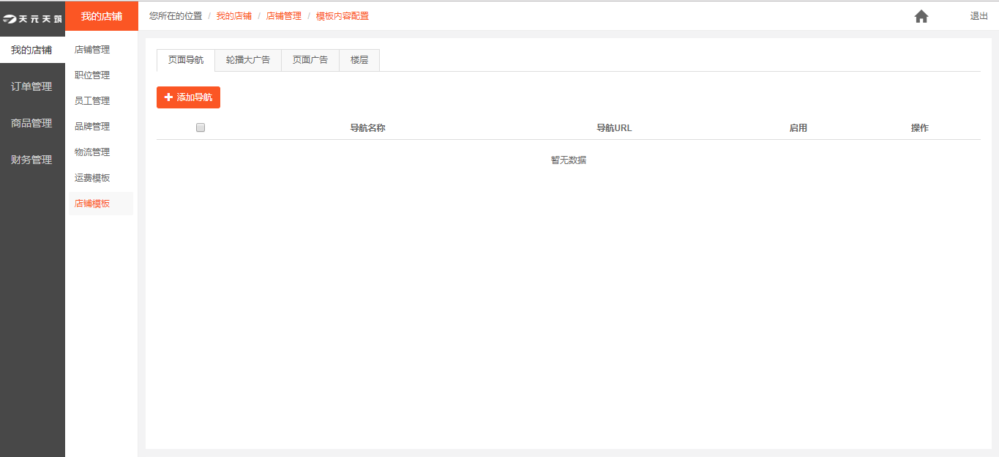 天元天筑
我的店铺
您所在的位置 / 我的店铺 / 店铺管理 / 模板内容配置
退出
我的店铺
订单管理
商品管理
财务管理
店铺管理
职位管理
员工管理
品牌管理
物流管理
运费模板
店铺模板
页面导航 轮播大广告 页面广告 楼层
添加导航
导航名称 导航URL 启用 操作
暂无数据